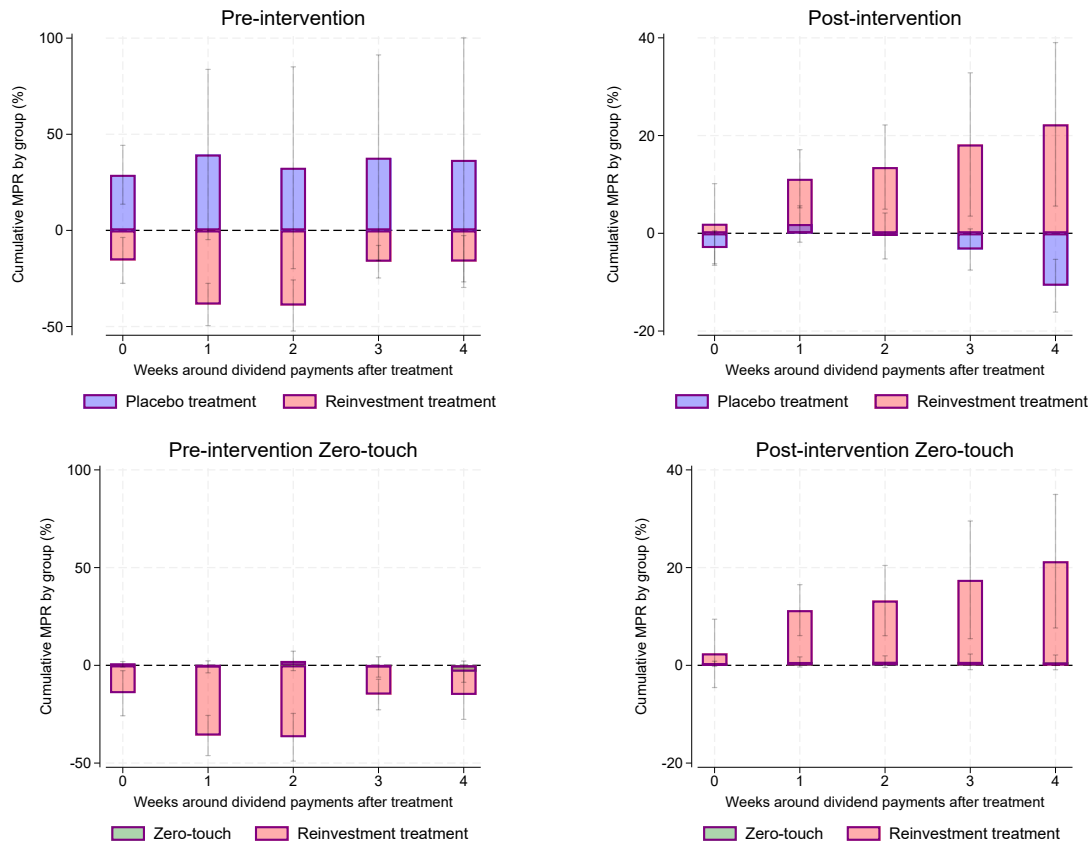 Pre-intervention
Cumulative MPR by group (%)
100
50
0
-50
0 1 2 3 4
Weeks around dividend payments after treatment
Placebo treatment Reinvestment treatment
Post-intervention
Cumulative MPR by group (%)
40
20
0
-20
0 1 2 3 4
Weeks around dividend payments after treatment
Placebo treatment Reinvestment treatment
Pre-intervention Zero-touch
Cumulative MPR by group (%)
100
50
0
-50
0 1 2 3 4
Weeks around dividend payments after treatment
Zero-touch Reinvestment treatment
Post-intervention Zero-touch
Cumulative MPR by group (%)
40
20
0
-20
0 1 2 3 4
Weeks around dividend payments after treatment
Zero-touch Reinvestment treatment